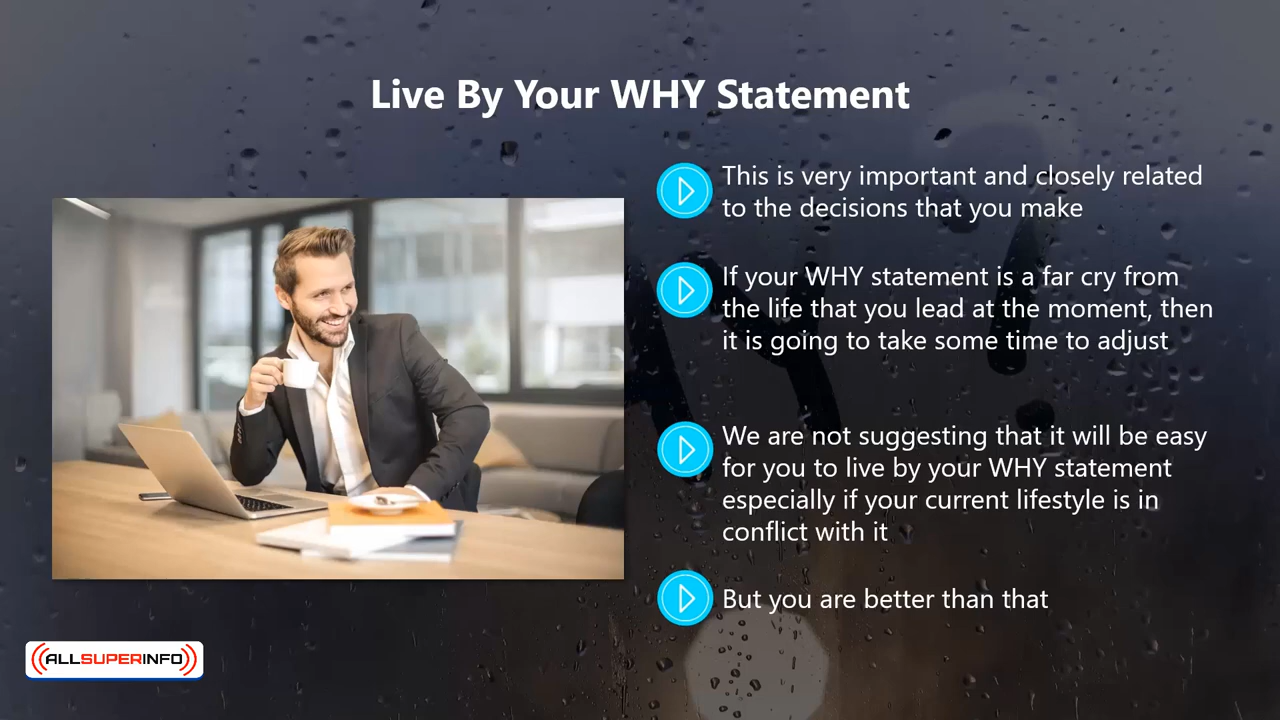 Live By Your WHY Statement
This is very important and closely related
to the decisions that you make
If your WHY statement is a far cry from
the life that you lead at the moment, then
it is going to take some time to adjust
We are not suggesting that it will be easy
for you to live by your WHY statement
especially if your current lifestyle is in
conflict with it
But you are better than that
ALLSUPERINFO